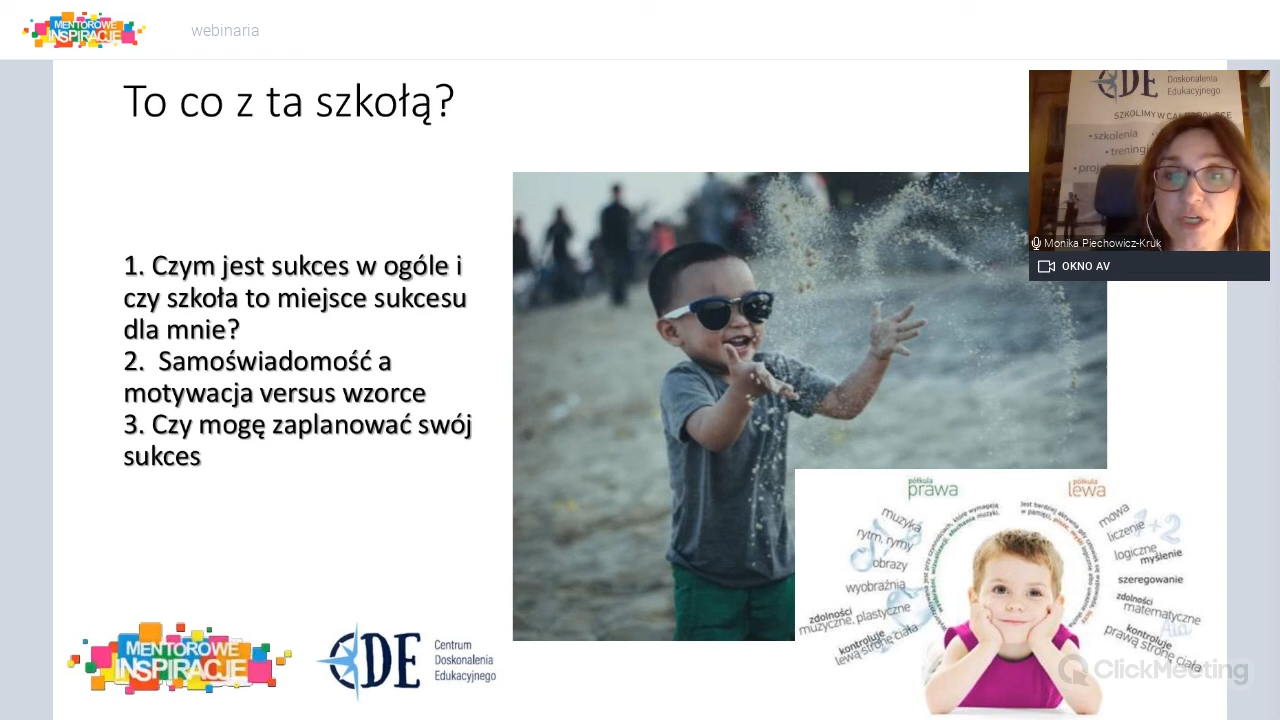 MENTOROWE
INSPIRACJE
webinaria
To co z ta szkołą?
CDE
Doskonalenia
Edukacyjnego
SZKOLIMY W CAŁEJ POLSCE
•szkolenia
Monika Piechowicz-Kruk
OKNO AV
1. Czym jest sukces w ogóle i
czy szkoła to miejsce sukcesu
dla mnie?
2. Samoświadomość a
motywacja versus wzorce
3. Czy mogę zaplanować swój
sukces
półkula
prawa
półkula
lewa
muzyka
rytm, rymy
obrazy
wyobraźnia
zdolności
muzyczne, plastyczne
kontroluje
lewą stronę ciała
mowa
liczenie
1+2
logiczne
myślenie
szeregowanie
zdolności
matematyczne
kontroluje
prawą stronę ciała
MENTOROWE
INSPIRACJE
CDE
Centrum
Doskonalenia
Edukacyjnego
ClickMeeting